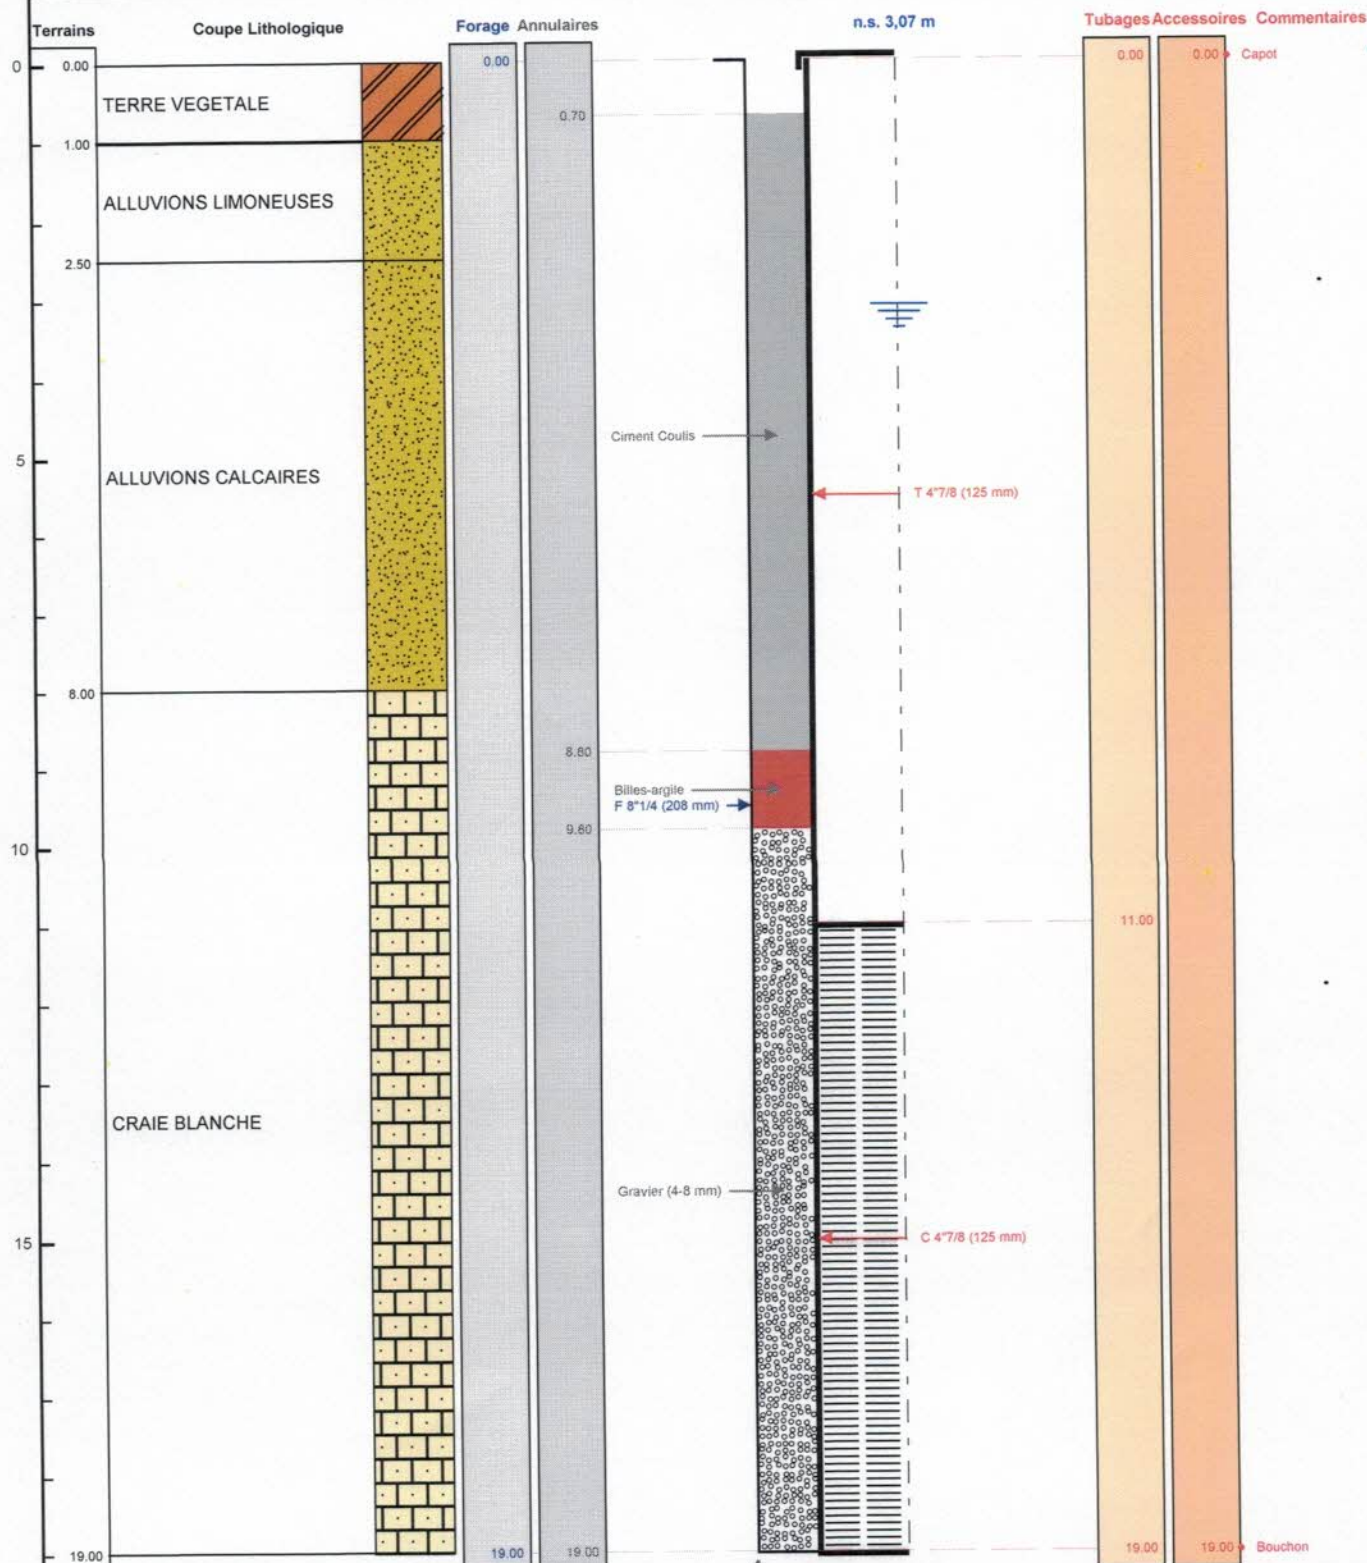 Terrains Coupe Lithologique Forage Annulaires n.s. 3,07 m Tubages Accessoires Commentaires
0 0.00 0.00 0.00 0.00 Capot
TERRE VEGETALE
0.70
1.00
ALLUVIONS LIMONEUSES
2.50
Ciment Coulis
5
ALLUVIONS CALCAIRES
T 4"7/8 (125 mm)
8.00
8.80
Billes-argile
F 8"1/4 (208 mm)
9.80
10
11.00
CRAIE BLANCHE
Gravier (4-8 mm)
15
C 4"7/8 (125 mm)
19.00 19.00 19.00 19.00 19.00 Bouchon